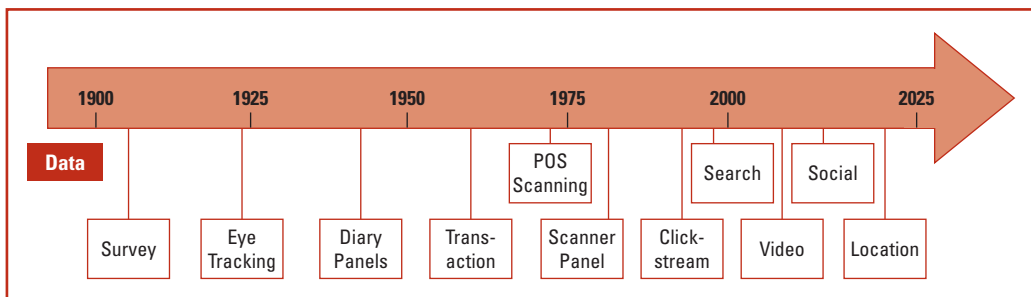 1900 1925 1950 1975 2000 2025
Data
POS
Scanning
Search
Social
Survey
Eye
Tracking
Diary
Panels
Trans-
action
Scanner
Panel
Click-
stream
Video
Location